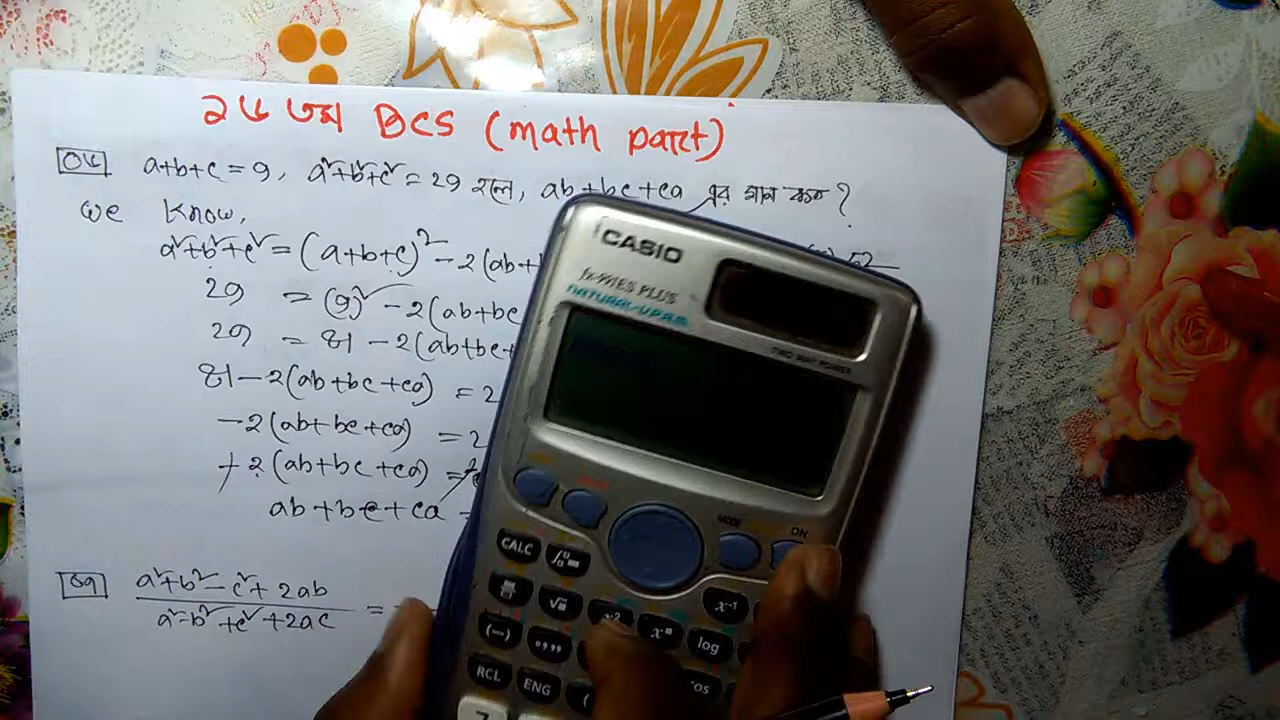 ২৬ তম BCS (math part)
০৬ a+b+c = 9, a²+b²+c² = 29 হলে, ab+bc+ca এর মান কত?
We know,
a²+b²+c² = (a+b+c)² - 2(ab+
29 = (9)² - 2(ab+bc
29 = 81 - 2(ab+bc+
81 - 2(ab+bc+ca) = 2
-2(ab+bc+ca) = 2
+2(ab+bc+ca) =
ab+bc+ca
০৭ a²+b²-c²+2ab
a²-b²+c²+2ac =
CASIO
fx-991ES PLUS
NATURAL-V.P.A.M.
TWO WAY POWER
MODE ON
CALC
x⁻¹
√ x² log
(-) °,,,
RCL ENG
7